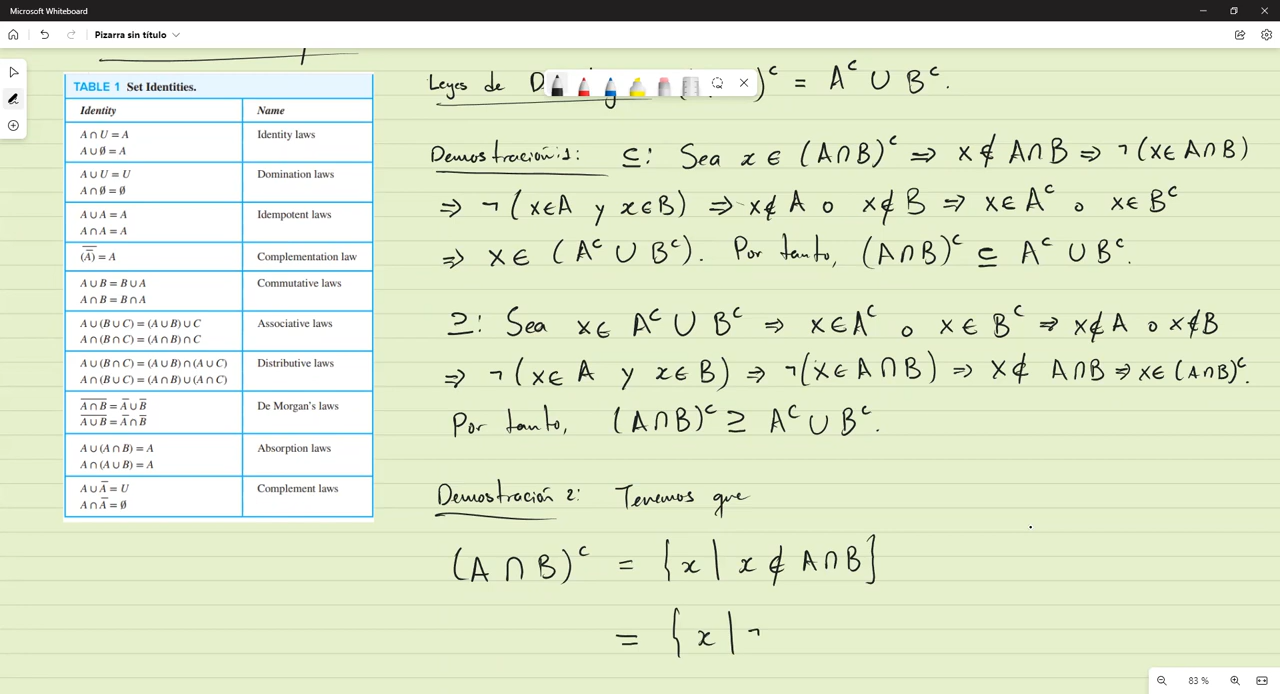 Microsoft Whiteboard
Pizarra sin título
TABLE 1 Set Identities.
Identity Name
A ∩ U = A
A ∪ ∅ = A
Identity laws
A ∪ U = U
A ∩ ∅ = ∅
Domination laws
A ∪ A = A
A ∩ A = A
Idempotent laws
(A̿) = A
Complementation law
A ∪ B = B ∪ A
A ∩ B = B ∩ A
Commutative laws
A ∪ (B ∪ C) = (A ∪ B) ∪ C
A ∩ (B ∩ C) = (A ∩ B) ∩ C
Associative laws
A ∪ (B ∩ C) = (A ∪ B) ∩ (A ∪ C)
A ∩ (B ∪ C) = (A ∩ B) ∪ (A ∩ C)
Distributive laws
A̅ ∩̅ B̅ = A̅ ∪ B̅
A̅ ∪̅ B̅ = A̅ ∩ B̅
De Morgan's laws
A ∪ (A ∩ B) = A
A ∩ (A ∪ B) = A
Absorption laws
A ∪ A̅ = U
A ∩ A̅ = ∅
Complement laws
Leyes de )ᶜ = Aᶜ ∪ Bᶜ.
Demostración 1: ⊆: Sea x ∈ (A∩B)ᶜ ⇒ x ∉ A∩B ⇒ ¬(x∈A∩B)
⇒ ¬(x∈A y x∈B) ⇒ x∉A o x∉B ⇒ x∈Aᶜ o x∈Bᶜ
⇒ x∈ (Aᶜ ∪ Bᶜ). Por tanto, (A∩B)ᶜ ⊆ Aᶜ ∪ Bᶜ.
⊇: Sea x∈ Aᶜ ∪ Bᶜ ⇒ x∈Aᶜ o x∈Bᶜ ⇒ x∉A o x∉B
⇒ ¬(x∈A y x∈B) ⇒ ¬(x∈A∩B) ⇒ x∉ A∩B ⇒ x∈(A∩B)ᶜ.
Por tanto, (A∩B)ᶜ ⊇ Aᶜ ∪ Bᶜ.
Demostración 2: Tenemos que
(A ∩ B)ᶜ = {x | x ∉ A∩B}
= {x | ¬
83 %